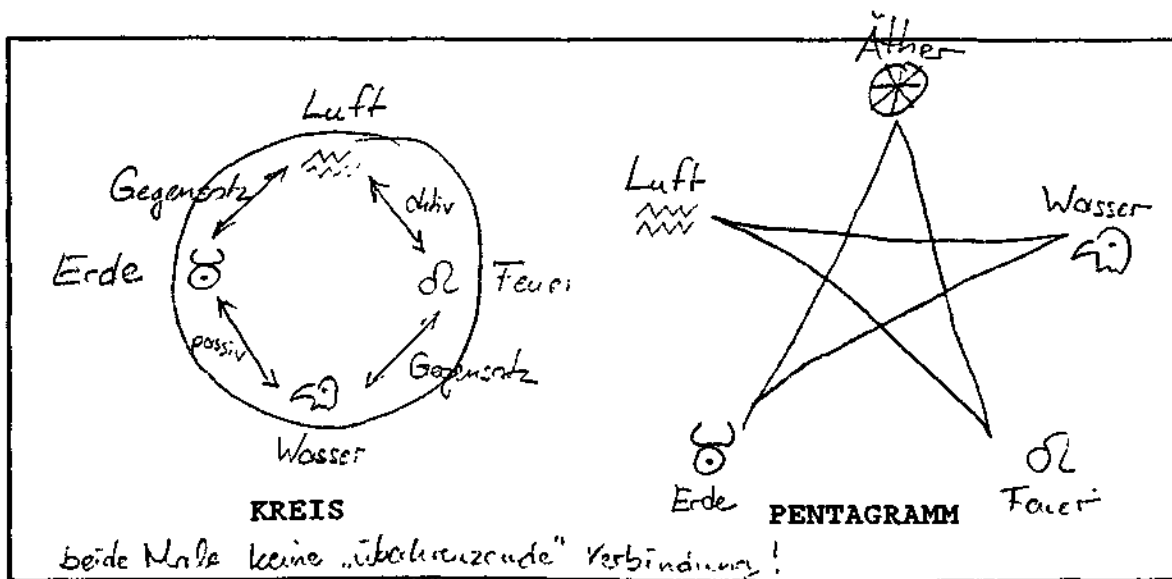 Äther
Luft
Gegensatz
aktiv
Erde
Feuer
passiv
Gegensatz
Wasser
KREIS
Luft
Wasser
Erde
Feuer
PENTAGRAMM
beide Male keine „ Verbindung!